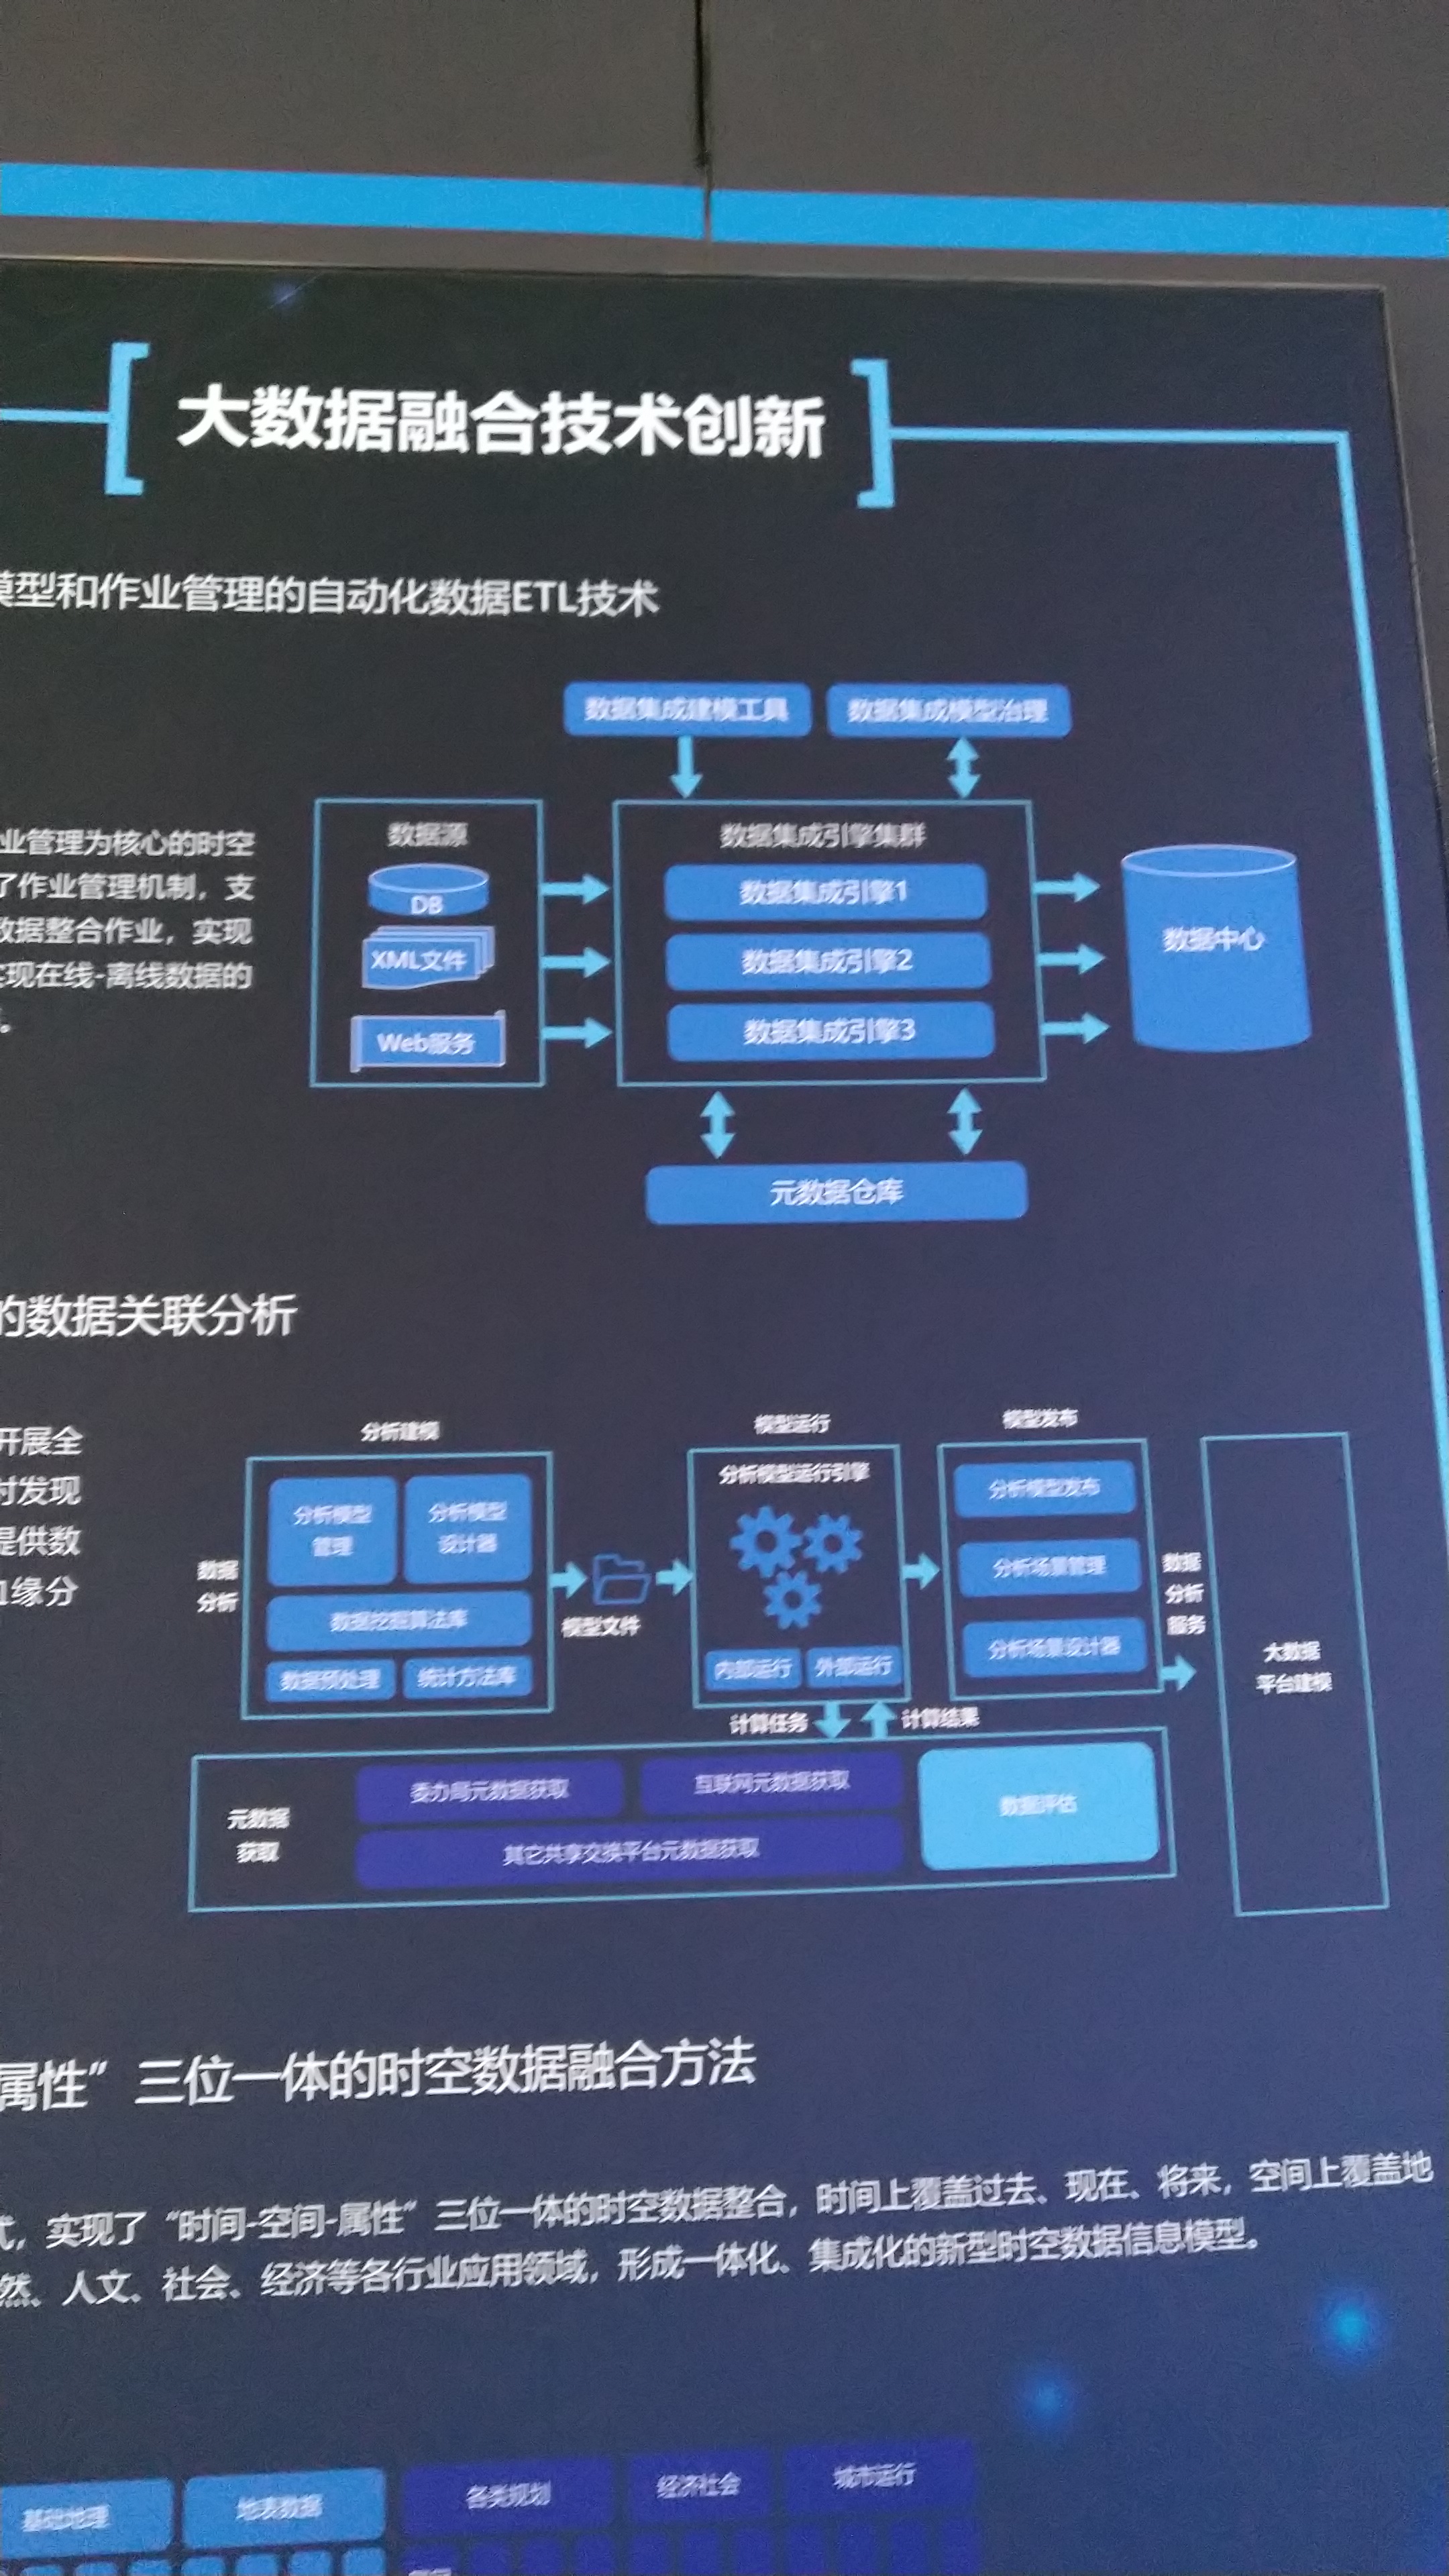 大数据融合技术创新
模型和作业管理的自动化数据ETL技术
数据集成建模工具
数据集成模型治理
业管理为核心的时空
了作业管理机制，支
数据整合作业，实现
实现在线-离线数据的
。
数据源
DB
XML文件
Web服务
数据集成引擎集群
数据集成引擎1
数据集成引擎2
数据集成引擎3
数据中心
元数据仓库
的数据关联分析
开展全
时发现
提供数
血缘分
数据
分析
分析建模
分析模型
管理
分析模型
设计器
数据挖掘算法库
数据预处理
统计方法库
模型文件
模型运行
分析模型运行引擎
内部运行
外部运行
模型发布
分析模型发布
分析场景管理
分析场景设计器
数据
分析
服务
大数据
平台建模
计算任务
计算结果
元数据
获取
委办局元数据获取
互联网元数据获取
其它共享交换平台元数据获取
数据评估
属性”三位一体的时空数据融合方法
式，实现了“时间-空间-属性”三位一体的时空数据整合，时间上覆盖过去、现在、将来，空间上覆盖地
然、人文、社会、经济等各行业应用领域，形成一体化、集成化的新型时空数据信息模型。
基础地理
地表数据
各类规划
经济社会
城市运行